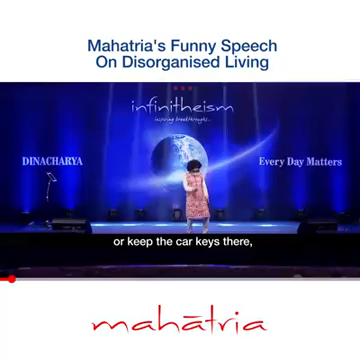 Mahatria's Funny Speech
On Disorganised Living
infinitheism
inspiring breakthroughs...
DINACHARYA
Every Day Matters
or keep the car keys there,
mahātria